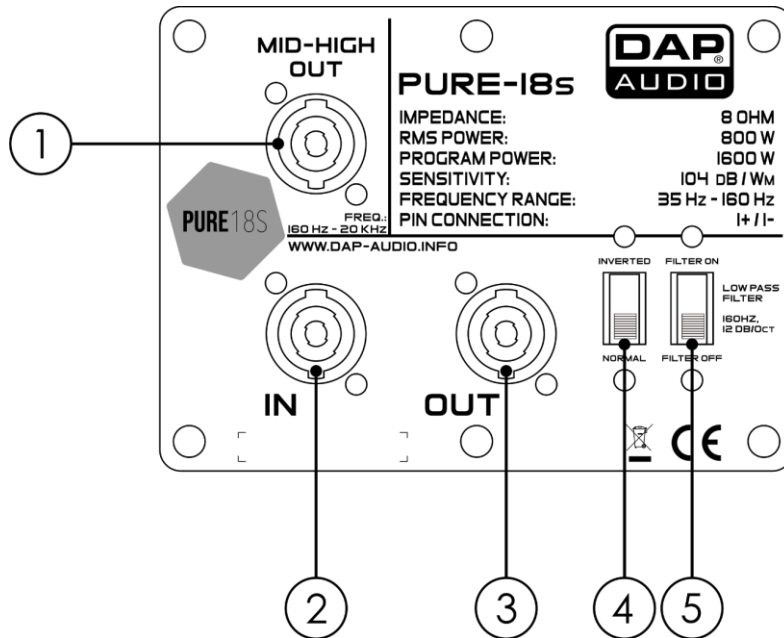 MID-HIGH
OUT
DAP®
AUDIO
PURE-18s
IMPEDANCE: 8 OHM
RMS POWER: 800 W
PROGRAM POWER: 1600 W
SENSITIVITY: 104 dB / Wm
FREQUENCY RANGE: 35 Hz - 160 Hz
PIN CONNECTION: 1+ / 1-
1
PURE18S
FREQ.:
160 Hz - 20 KHz
WWW.DAP-AUDIO.INFO
INVERTED
FILTER ON
LOW PASS
FILTER
160HZ,
12 DB/OCT
NORMAL
FILTER OFF
IN
OUT
CE
2
3
4
5